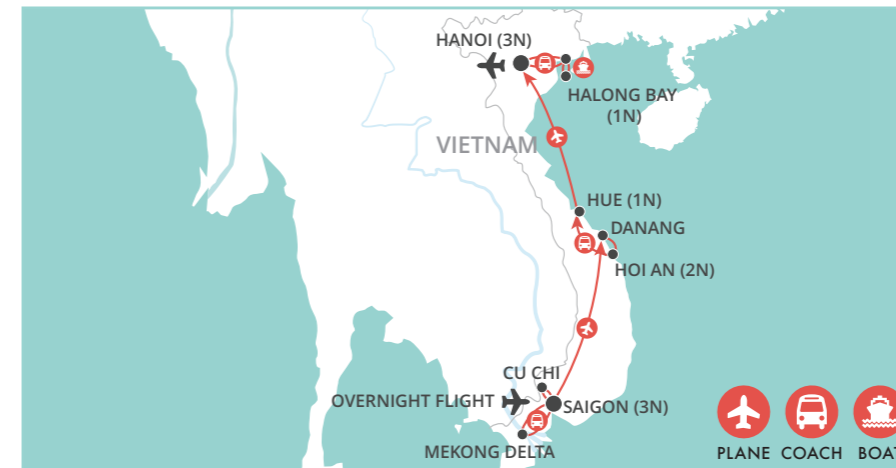 HANOI (3N)
HALONG BAY
(1N)
VIETNAM
HUE (1N)
DANANG
HOI AN (2N)
CU CHI
OVERNIGHT FLIGHT
SAIGON (3N)
MEKONG DELTA
PLANE COACH BOAT